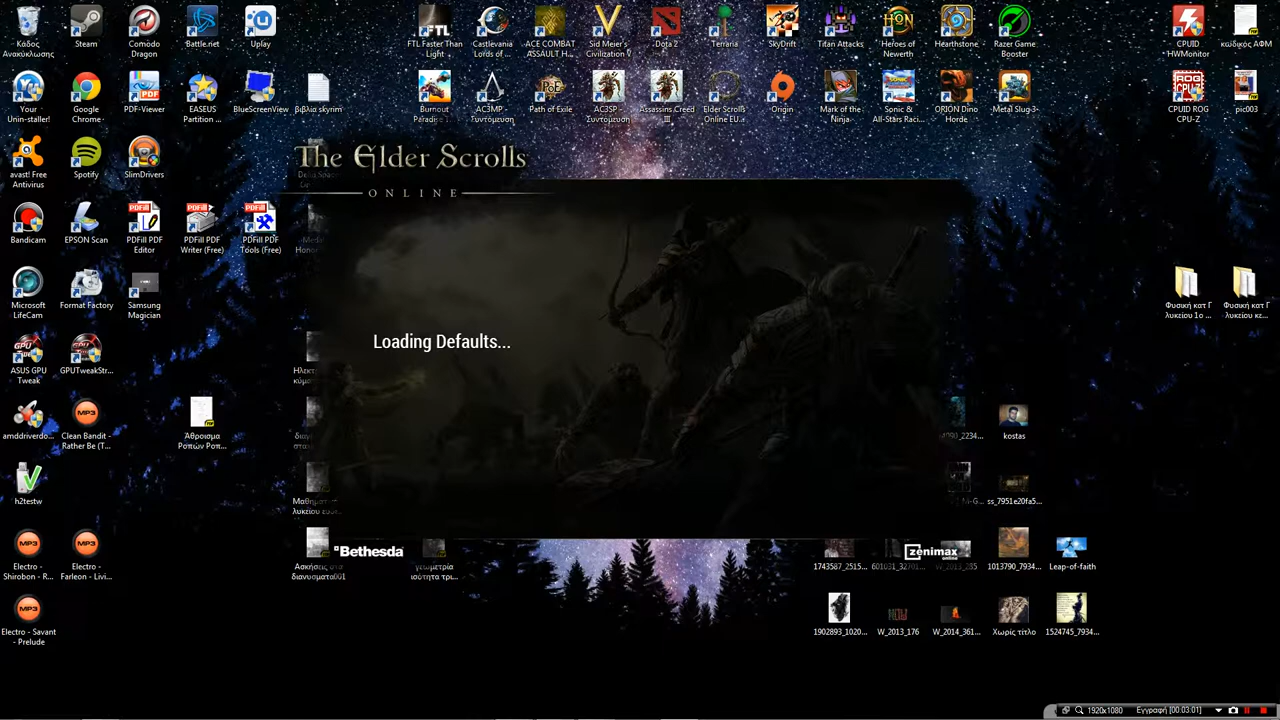 Κάδος Ανακύκλωσης
Steam
Comodo Dragon
Battle.net
Uplay
FTL Faster Than Light
Castlevania Lords of ...
ACE COMBAT ASSAULT H...
Sid Meier's Civilization V
Dota 2
Terraria
SkyDrift
Titan Attacks
Heroes of Newerth
Hearthstone
Razer Game Booster
CPUID HWMonitor
κωδικός ΑΦΜ
Your Unin-staller!
Google Chrome
PDF-Viewer
EASEUS Partition ...
BlueScreenView
βιβλία skyrim
Burnout Paradise ...
AC3MP Συντόμευση
Path of Exile
AC3SP Συντόμευση
Assassins Creed III
Elder Scrolls Online EU...
Origin
Mark of the Ninja
Sonic & All-Stars Raci...
ORION Dino Horde
Metal Slug 3
CPUID ROG CPU-Z
pic003
avast! Free Antivirus
Spotify
SlimDrivers
The Elder Scrolls
ONLINE
Bandicam
EPSON Scan
PDFill PDF Editor
PDFill PDF Writer (Free)
PDFill PDF Tools (Free)
Microsoft LifeCam
Format Factory
Samsung Magician
Φυσική κατ Γ λυκείου 1ο ...
Φυσική κατ Γ λυκείου κε...
Loading Defaults...
ASUS GPU Tweak
GPUTweakStr...
amddriverdo...
Clean Bandit - Rather Be (T...
Άθροισμα Ροπών Ροπ...
kostas
h2testw
ss_7951e20fa5...
Bethesda
zenimax online
Electro - Shirobon - R...
Electro - Farleon - Livi...
Ασκήσεις στα διανυσματα001
γεωμετρία ισότητα τρι...
1743587_2515...
601031_32701...
W_2013_285
1013790_7934...
Leap-of-faith
Electro - Savant - Prelude
1902893_1020...
W_2013_176
W_2014_361...
Χωρίς τίτλο
1524745_7934...
1920x1080
Εγγραφή [00.03.01]